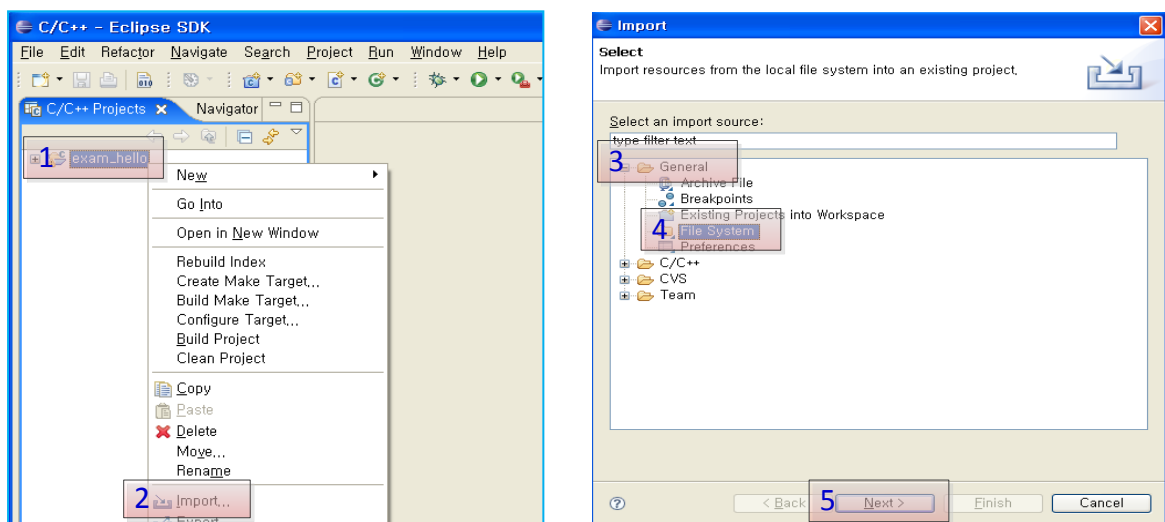 C/C++ - Eclipse SDK
File Edit Refactor Navigate Search Project Run Window Help
C/C++ Projects Navigator
1 exam_hello
New
Go Into
Open in New Window
Rebuild Index
Create Make Target...
Build Make Target...
Configure Target...
Build Project
Clean Project
Copy
Paste
Delete
Move...
Rename
2 Import...
Export...
Import
Select
Import resources from the local file system into an existing project.
Select an import source:
type filter text
3 General
Archive File
Breakpoints
Existing Projects into Workspace
4 File System
Preferences
C/C++
CVS
Team
< Back 5 Next > Finish Cancel